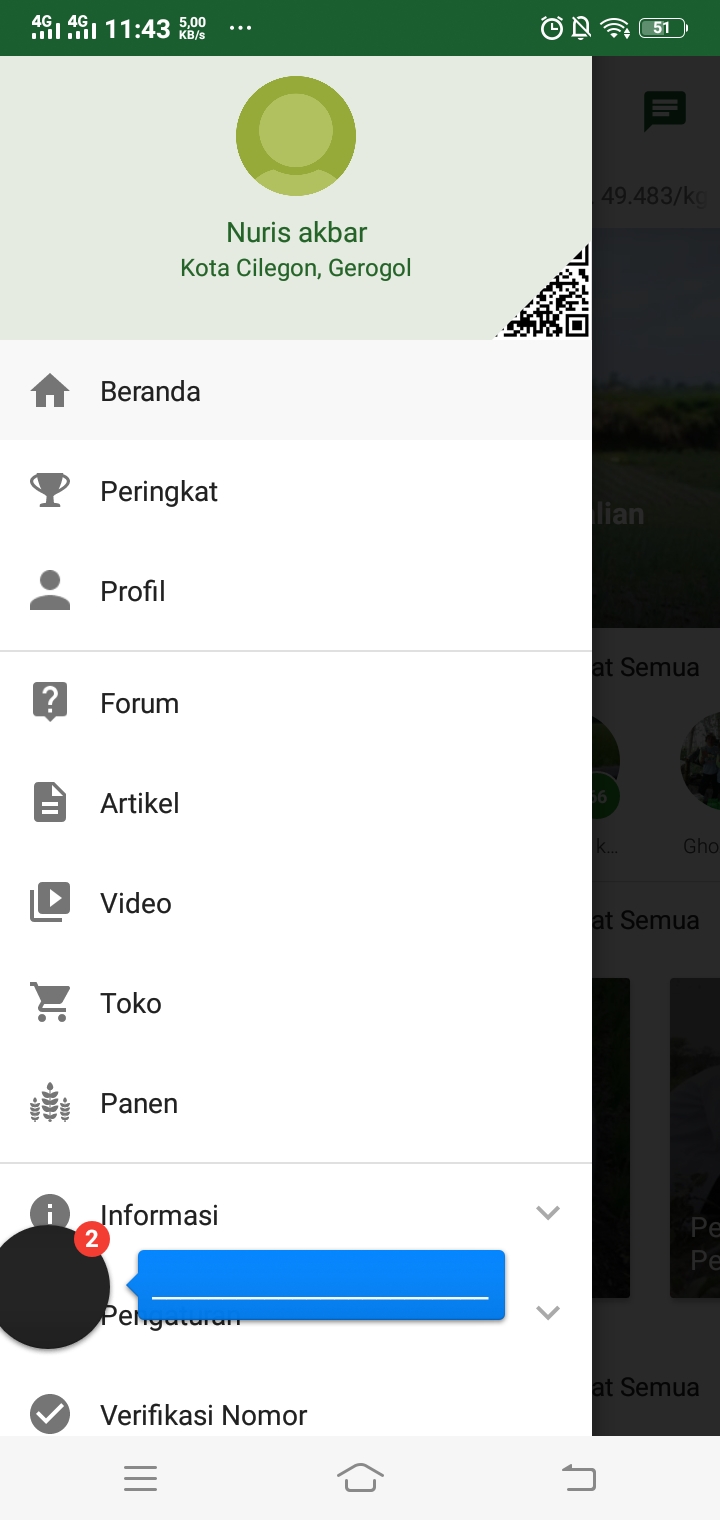 4G 4G 11:43 5,00 KB/s ... 51
49.483/kg
Nuris akbar
Kota Cilegon, Gerogol
Beranda
Peringkat
lian
Profil
at Semua
Forum
Artikel
66
k...
Gho
Video
at Semua
Toko
Panen
Informasi
Pe
Pe
2
Pengaturan
at Semua
Verifikasi Nomor